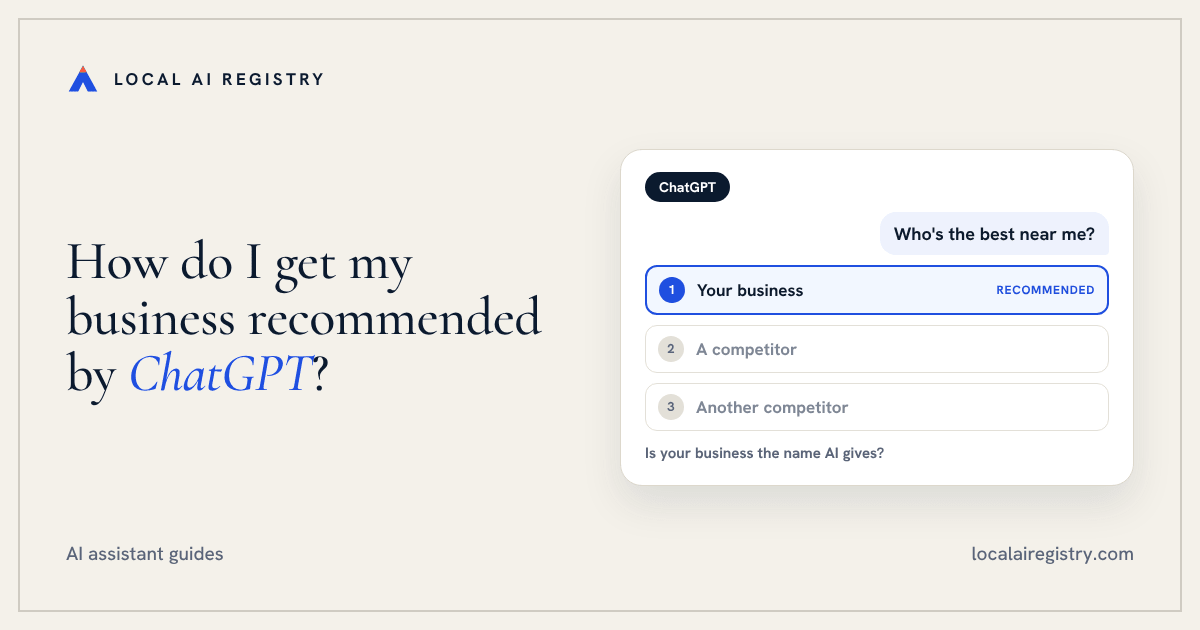 LOCAL AI REGISTRY
How do I get my
business recommended
by ChatGPT?
ChatGPT
Who's the best near me?
1 Your business RECOMMENDED
2 A competitor
3 Another competitor
Is your business the name AI gives?
AI assistant guides
localairegistry.com